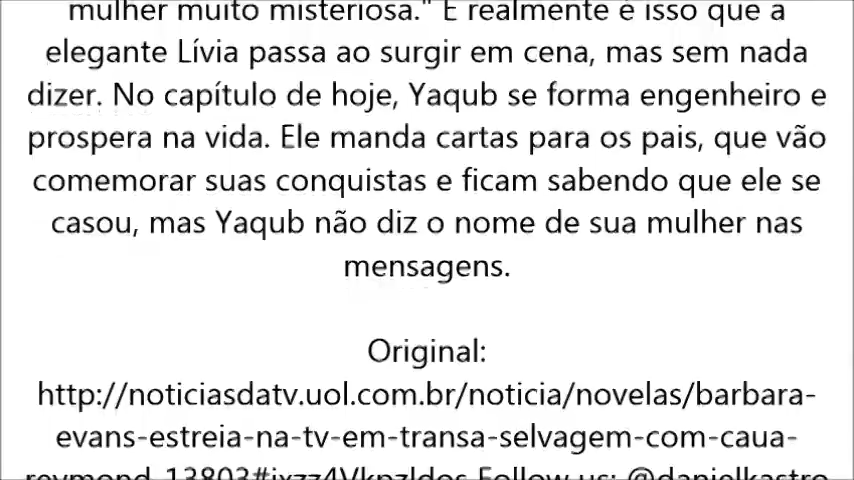 mulher muito misteriosa." E realmente é isso que a
elegante Lívia passa ao surgir em cena, mas sem nada
dizer. No capítulo de hoje, Yaqub se forma engenheiro e
prospera na vida. Ele manda cartas para os pais, que vão
comemorar suas conquistas e ficam sabendo que ele se
casou, mas Yaqub não diz o nome de sua mulher nas
mensagens.
Original:
http://noticiasdatv.uol.com.br/noticia/novelas/barbara-
evans-estreia-na-tv-em-transa-selvagem-com-caua-
Follow us: @danielkastro